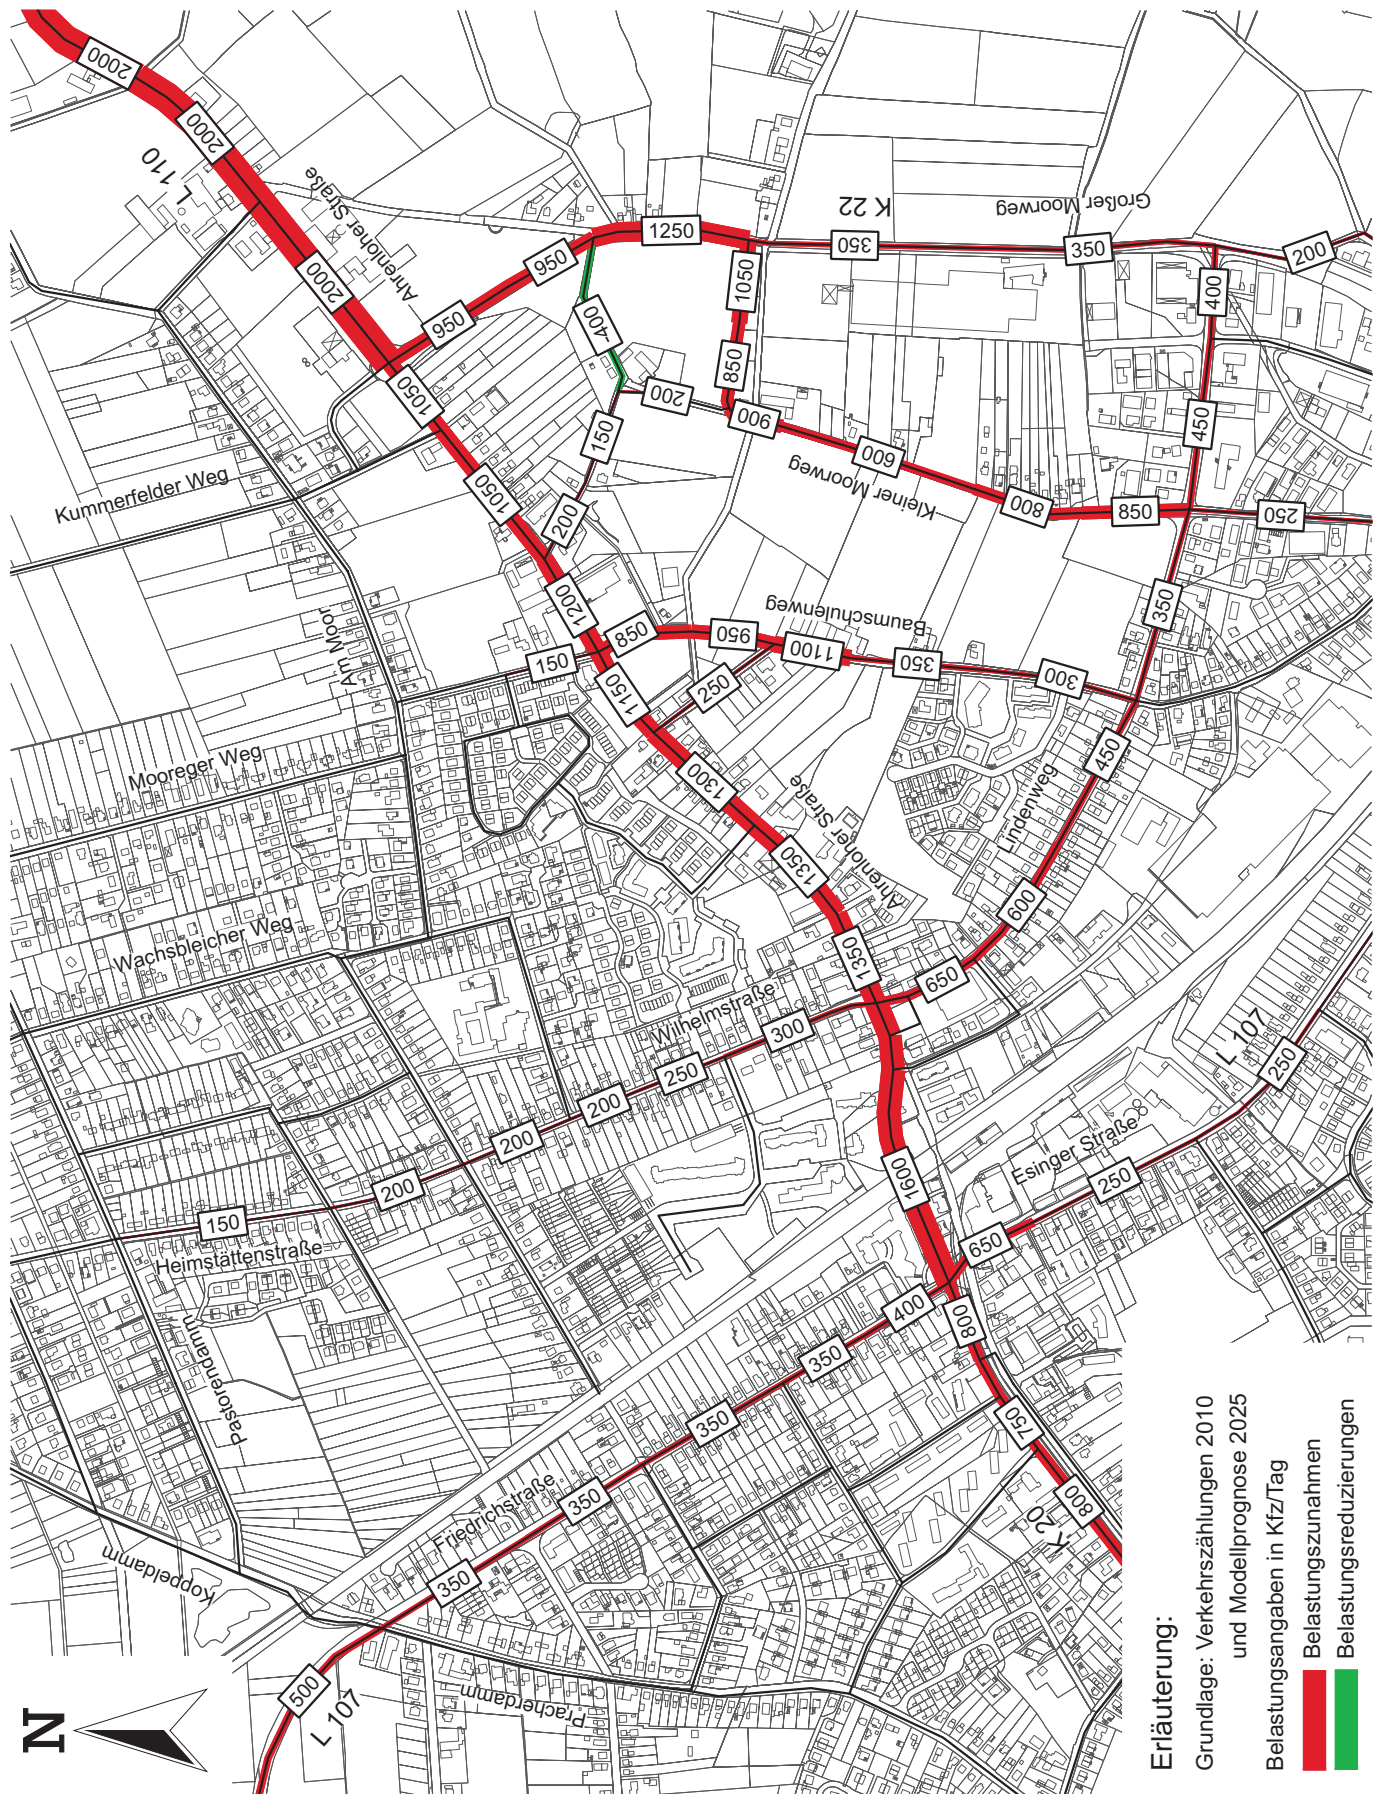 2000
2000
L 110
2000
Ahrenloher Straße
950
950
1250
1050
850
-400
200
150
200
K 22
350
350
Großer Moorweg
200
400
450
1050
1050
1200
900
600
Kleiner Moorweg
800
850
250
350
Kummerfelder Weg
Am Moor
150
850
950
1100
Baumschulenweg
350
300
1150
250
1300
1350
Ahrenloher Straße
1350
Mooreger Weg
Wachsbleicher Weg
Lindenweg
450
600
650
Wilhelmstraße
300
250
200
200
200
150
Heimstättenstraße
Pastorendamm
Koppeldamm
1600
Esinger Straße
L 107
250
250
650
400
800
350
350
350
350
Friedrichstraße
750
800
K 20
500
L 107
Pracherdamm
N
Erläuterung:
Grundlage: Verkehrszählungen 2010
und Modellprognose 2025
Belastungsangaben in Kfz/Tag
Belastungszunahmen
Belastungsreduzierungen